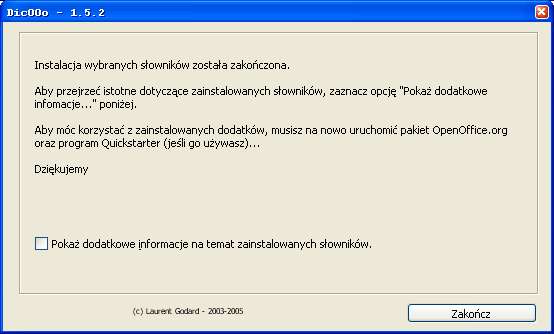 DicOOo - 1.5.2
Instalacja wybranych słowników została zakończona.
Aby przejrzeć istotne dotyczące zainstalowanych słowników, zaznacz opcję "Pokaż dodatkowe
infomacje..." poniżej.
Aby móc korzystać z zainstalowanych dodatków, musisz na nowo uruchomić pakiet OpenOffice.org
oraz program Quickstarter (jeśli go używasz)...
Dziękujemy
Pokaż dodatkowe informacje na temat zainstalowanych słowników.
(c) Laurent Godard - 2003-2005
Zakończ